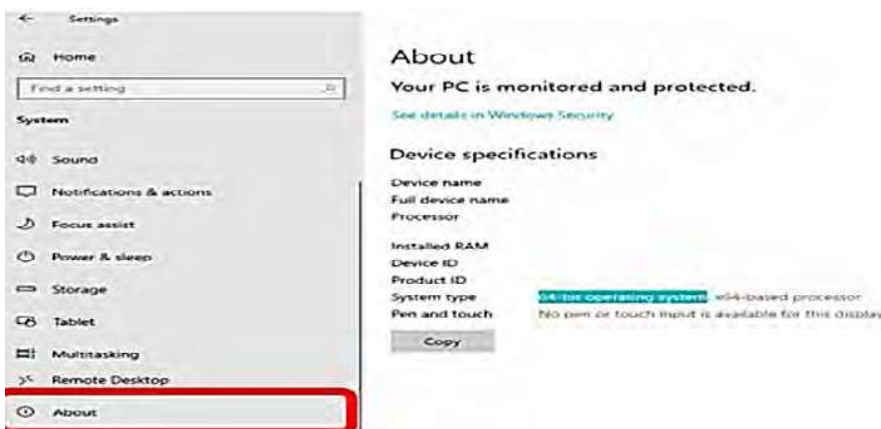 Settings
Home
Find a setting
System
Sound
Notifications & actions
Focus assist
Power & sleep
Storage
Tablet
Multitasking
Remote Desktop
About
About
Your PC is monitored and protected.
See details in Windows Security
Device specifications
Device name
Full device name
Processor
Installed RAM
Device ID
Product ID
System type 64-bit operating system, x64-based processor
Pen and touch No pen or touch input is available for this display
Copy